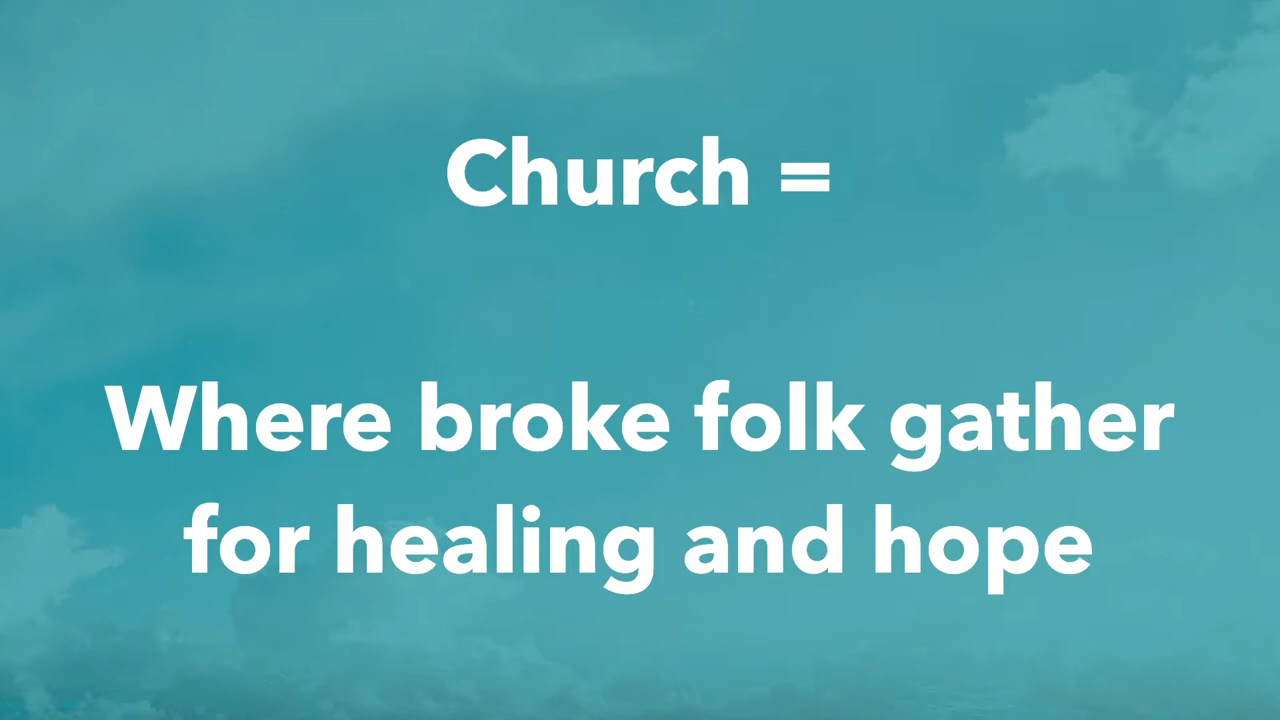 Church =
Where broke folk gather
for healing and hope